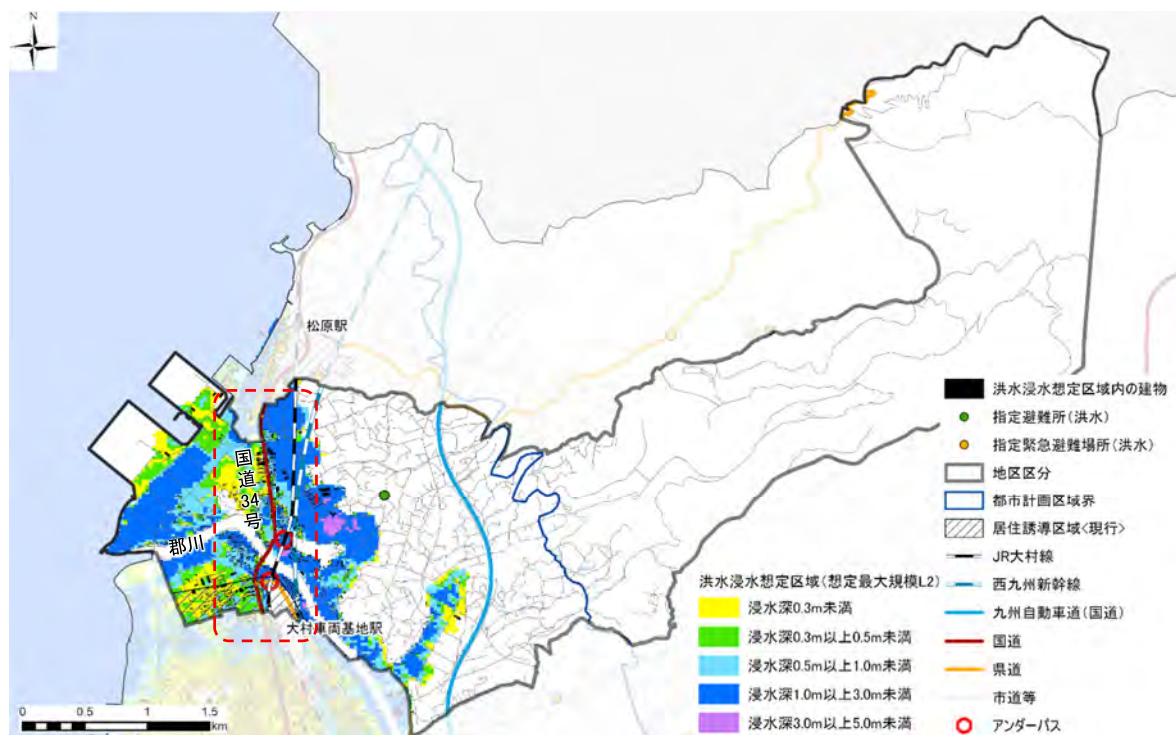 N
松原駅
国道34号
郡川
大村車両基地駅
0 0.5 1 1.5
km
洪水浸水想定区域(想定最大規模L2)
浸水深0.3m未満
浸水深0.3m以上0.5m未満
浸水深0.5m以上1.0m未満
浸水深1.0m以上3.0m未満
浸水深3.0m以上5.0m未満
洪水浸水想定区域内の建物
指定避難所(洪水)
指定緊急避難場所(洪水)
地区区分
都市計画区域界
居住誘導区域<現行>
JR大村線
西九州新幹線
九州自動車道(国道)
国道
県道
市道等
アンダーパス